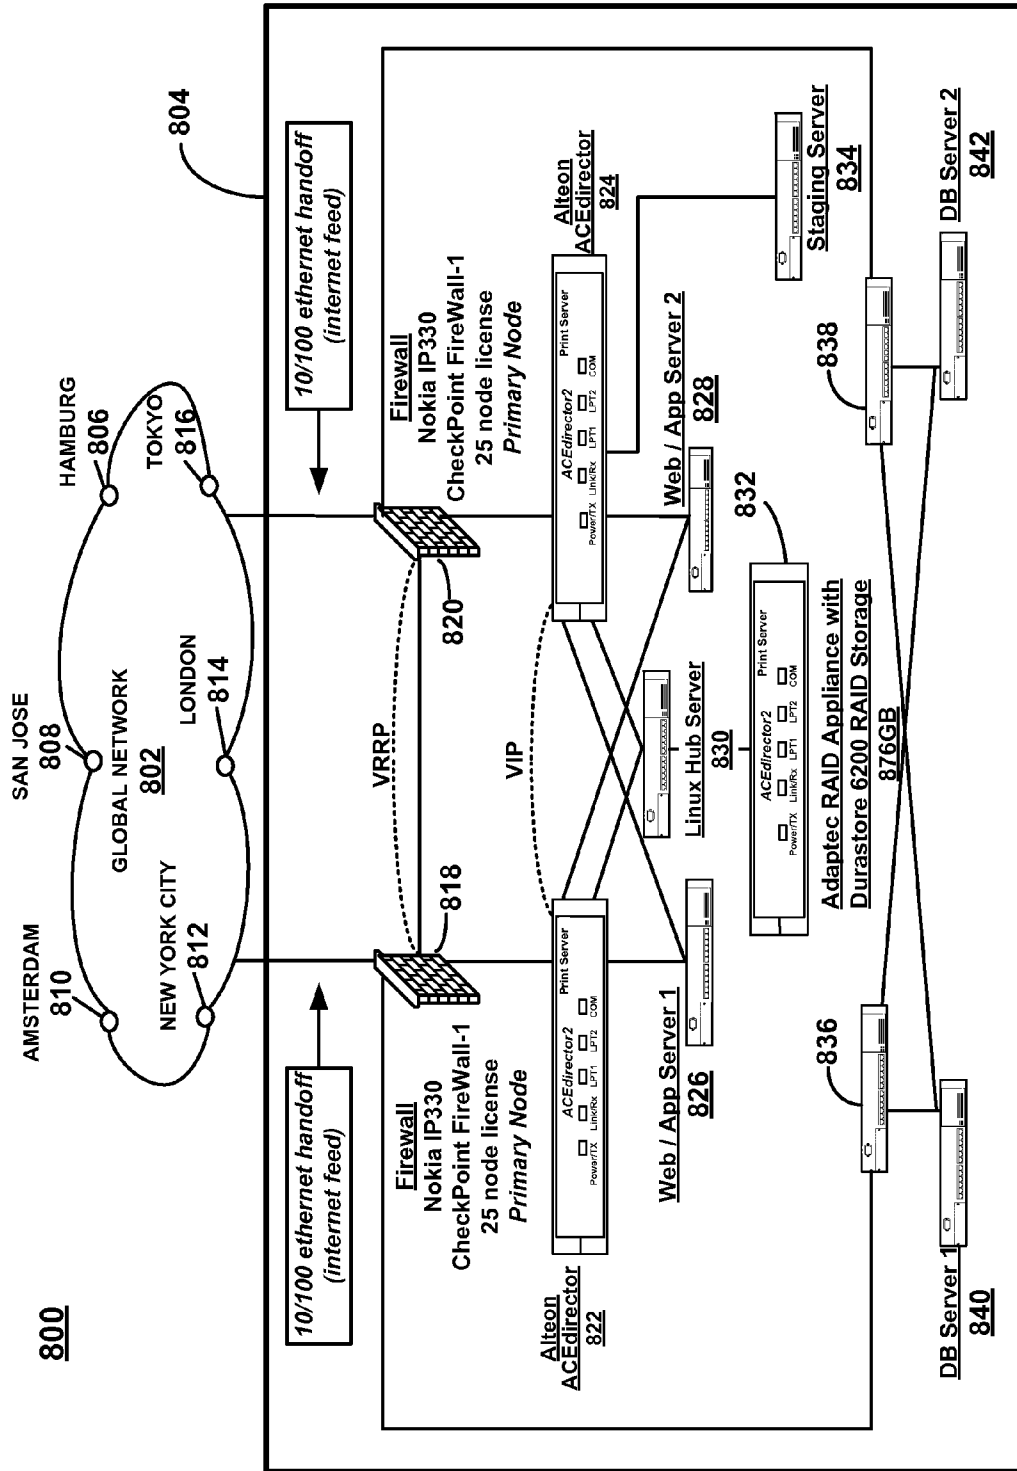 800
AMSTERDAM
810
SAN JOSE
808
HAMBURG
806
GLOBAL NETWORK
802
NEW YORK CITY
812
LONDON
814
TOKYO
816
804
10/100 ethernet handoff
(internet feed)
10/100 ethernet handoff
(internet feed)
Firewall
Nokia IP330
CheckPoint FireWall-1
25 node license
Primary Node
818
VRRP
820
Firewall
Nokia IP330
CheckPoint FireWall-1
25 node license
Primary Node
Alteon
ACEdirector
822
Print Server
ACEdirector2
Power/TX Link/Rx LPT1 LPT2 COM
VIP
Print Server
ACEdirector2
Power/TX Link/Rx LPT1 LPT2 COM
Alteon
ACEdirector
824
Web / App Server 1
826
Linux Hub Server
830
Web / App Server 2
828
Staging Server
834
832
Print Server
ACEdirector2
Power/TX Link/Rx LPT1 LPT2 COM
Adaptec RAID Appliance with
Durastore 6200 RAID Storage
876GB
836
838
DB Server 1
840
DB Server 2
842